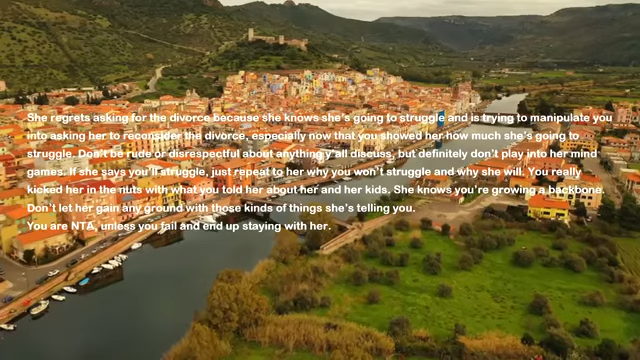 She regrets asking for the divorce because she knows she's going to struggle and is trying to manipulate you
into asking her to reconsider the divorce, especially now that you showed her how much she's going to
struggle. Don't be rude or disrespectful about anything y'all discuss, but definitely don't play into her mind
games. If she says you'll struggle, just repeat to her why you won't struggle and why she will. You really
kicked her in the nuts with what you told her about her and her kids. She knows you're growing a backbone.
Don't let her gain any ground with those kinds of things she's telling you.
You are NTA, unless you fail and end up staying with her.